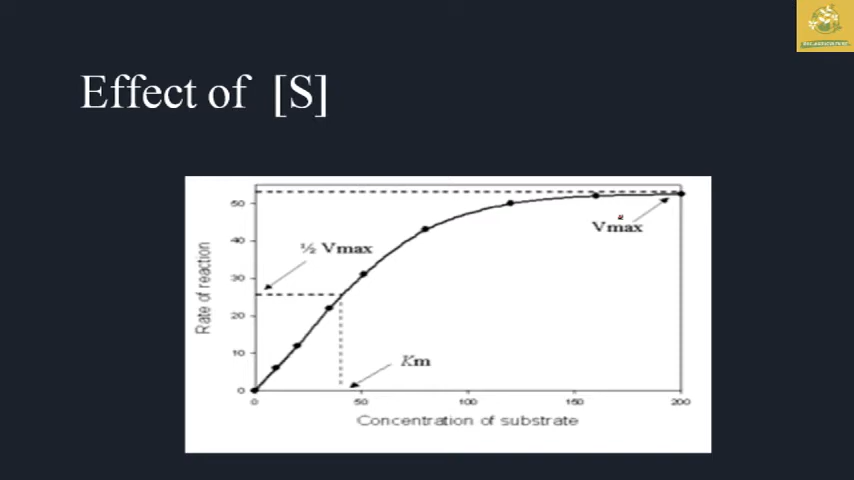 Effect of [S]
50
40
30
20
10
0
Rate of reaction
½ Vmax
Vmax
Km
0
50
100
150
200
Concentration of substrate